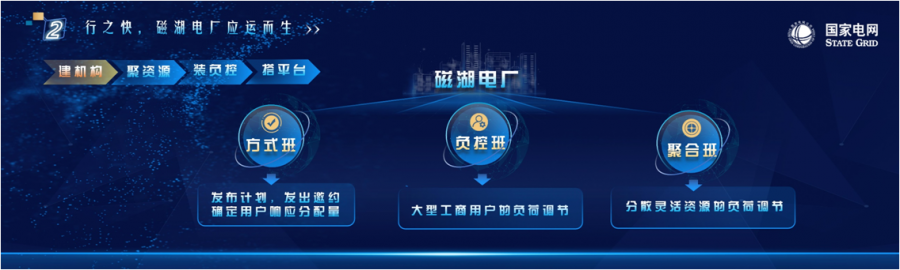 2 行之快，磁湖电厂应运而生 >>
国家电网
STATE GRID
建机构 聚资源 装负控 搭平台
磁湖电厂
方式班 负控班 聚合班
发布计划，发出邀约
确定用户响应分配量
大型工商用户的负荷调节
分散灵活资源的负荷调节